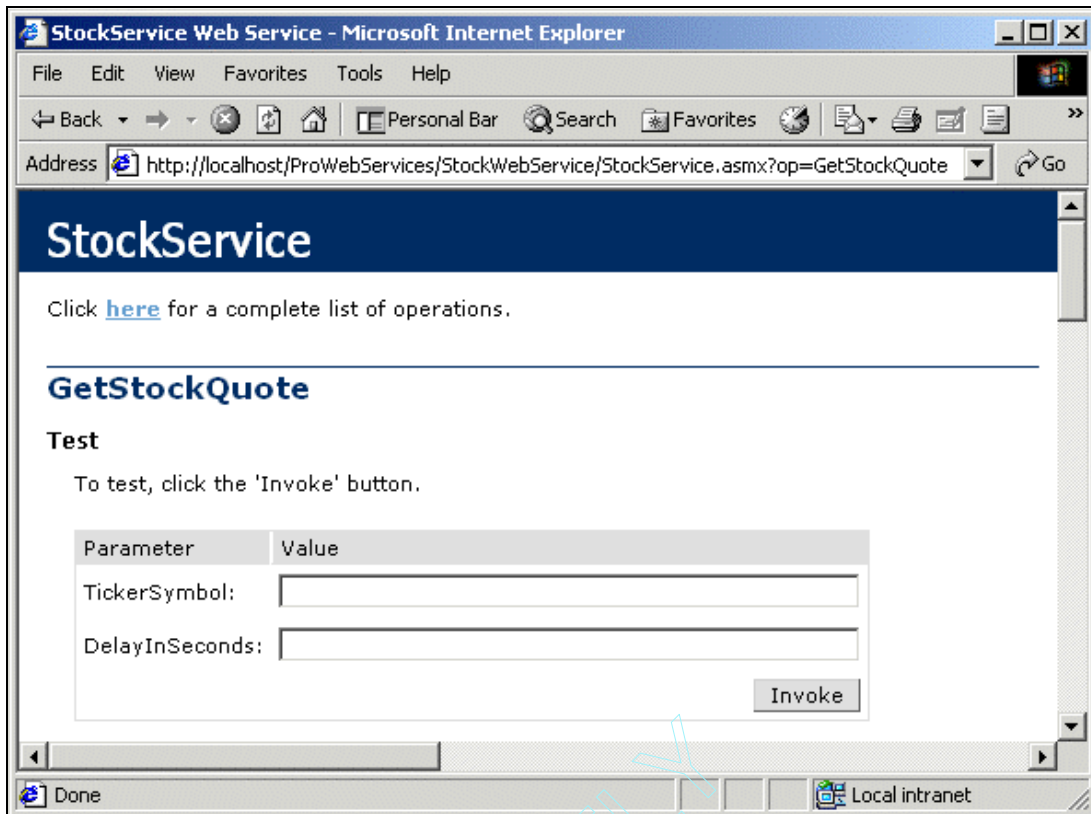 StockService Web Service - Microsoft Internet Explorer
File Edit View Favorites Tools Help
Back Personal Bar Search Favorites »
Address http://localhost/ProWebServices/StockWebService/StockService.asmx?op=GetStockQuote Go
StockService
Click here for a complete list of operations.
GetStockQuote
Test
To test, click the 'Invoke' button.
Parameter Value
TickerSymbol:
DelayInSeconds:
Invoke
Done Local intranet